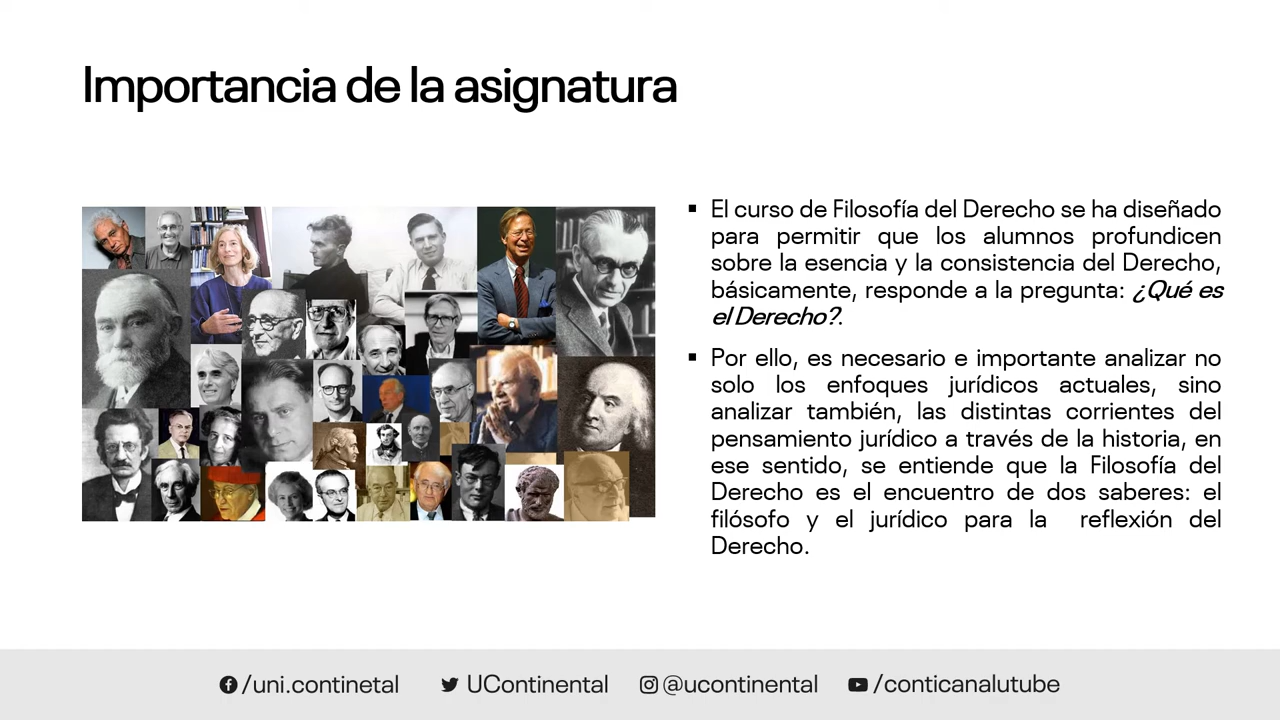 Importancia de la asignatura
▪ El curso de Filosofía del Derecho se ha diseñado
para permitir que los alumnos profundicen
sobre la esencia y la consistencia del Derecho,
básicamente, responde a la pregunta: ¿Qué es
el Derecho?.
▪ Por ello, es necesario e importante analizar no
solo los enfoques jurídicos actuales, sino
analizar también, las distintas corrientes del
pensamiento jurídico a través de la historia, en
ese sentido, se entiende que la Filosofía del
Derecho es el encuentro de dos saberes: el
filósofo y el jurídico para la reflexión del
Derecho.
/uni.continetal UContinental @ucontinental /conticanalutube